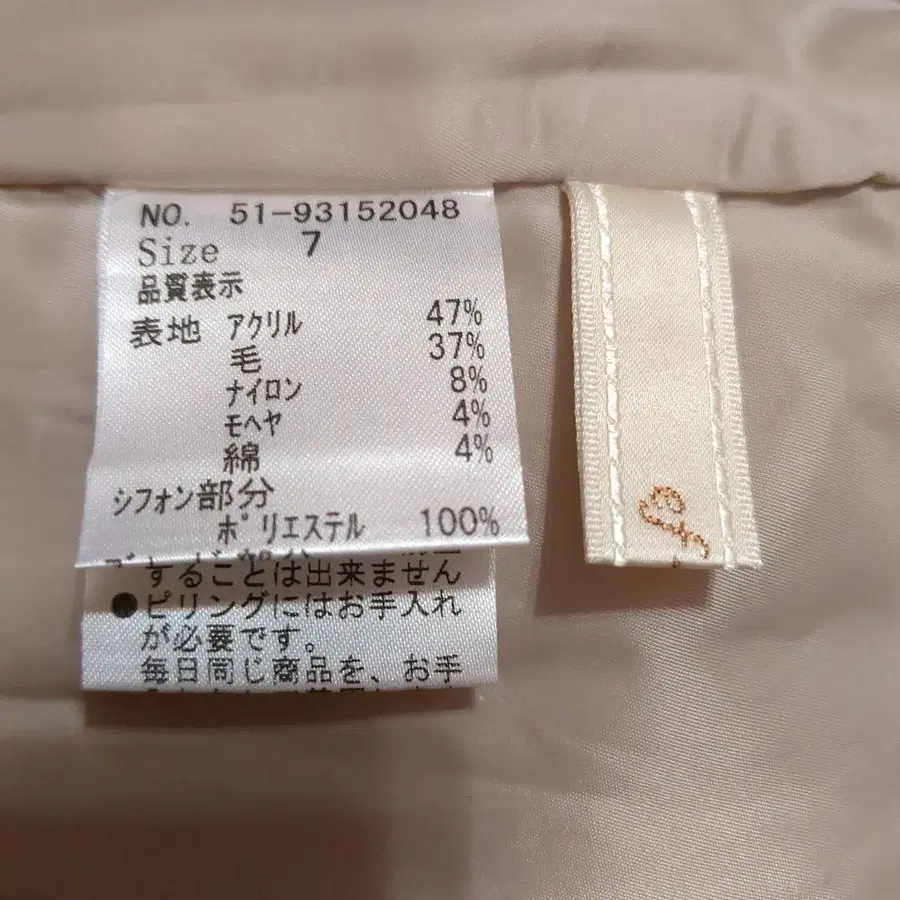 NO. 51-93152048
Size 7
品質表示
表地 アクリル 47%
毛 37%
ナイロン 8%
モヘヤ 4%
綿 4%
シフォン部分
ポリエステル 100%
することは出来ません
●ピリングにはお手入れ
が必要です。
毎日同じ商品を、お手